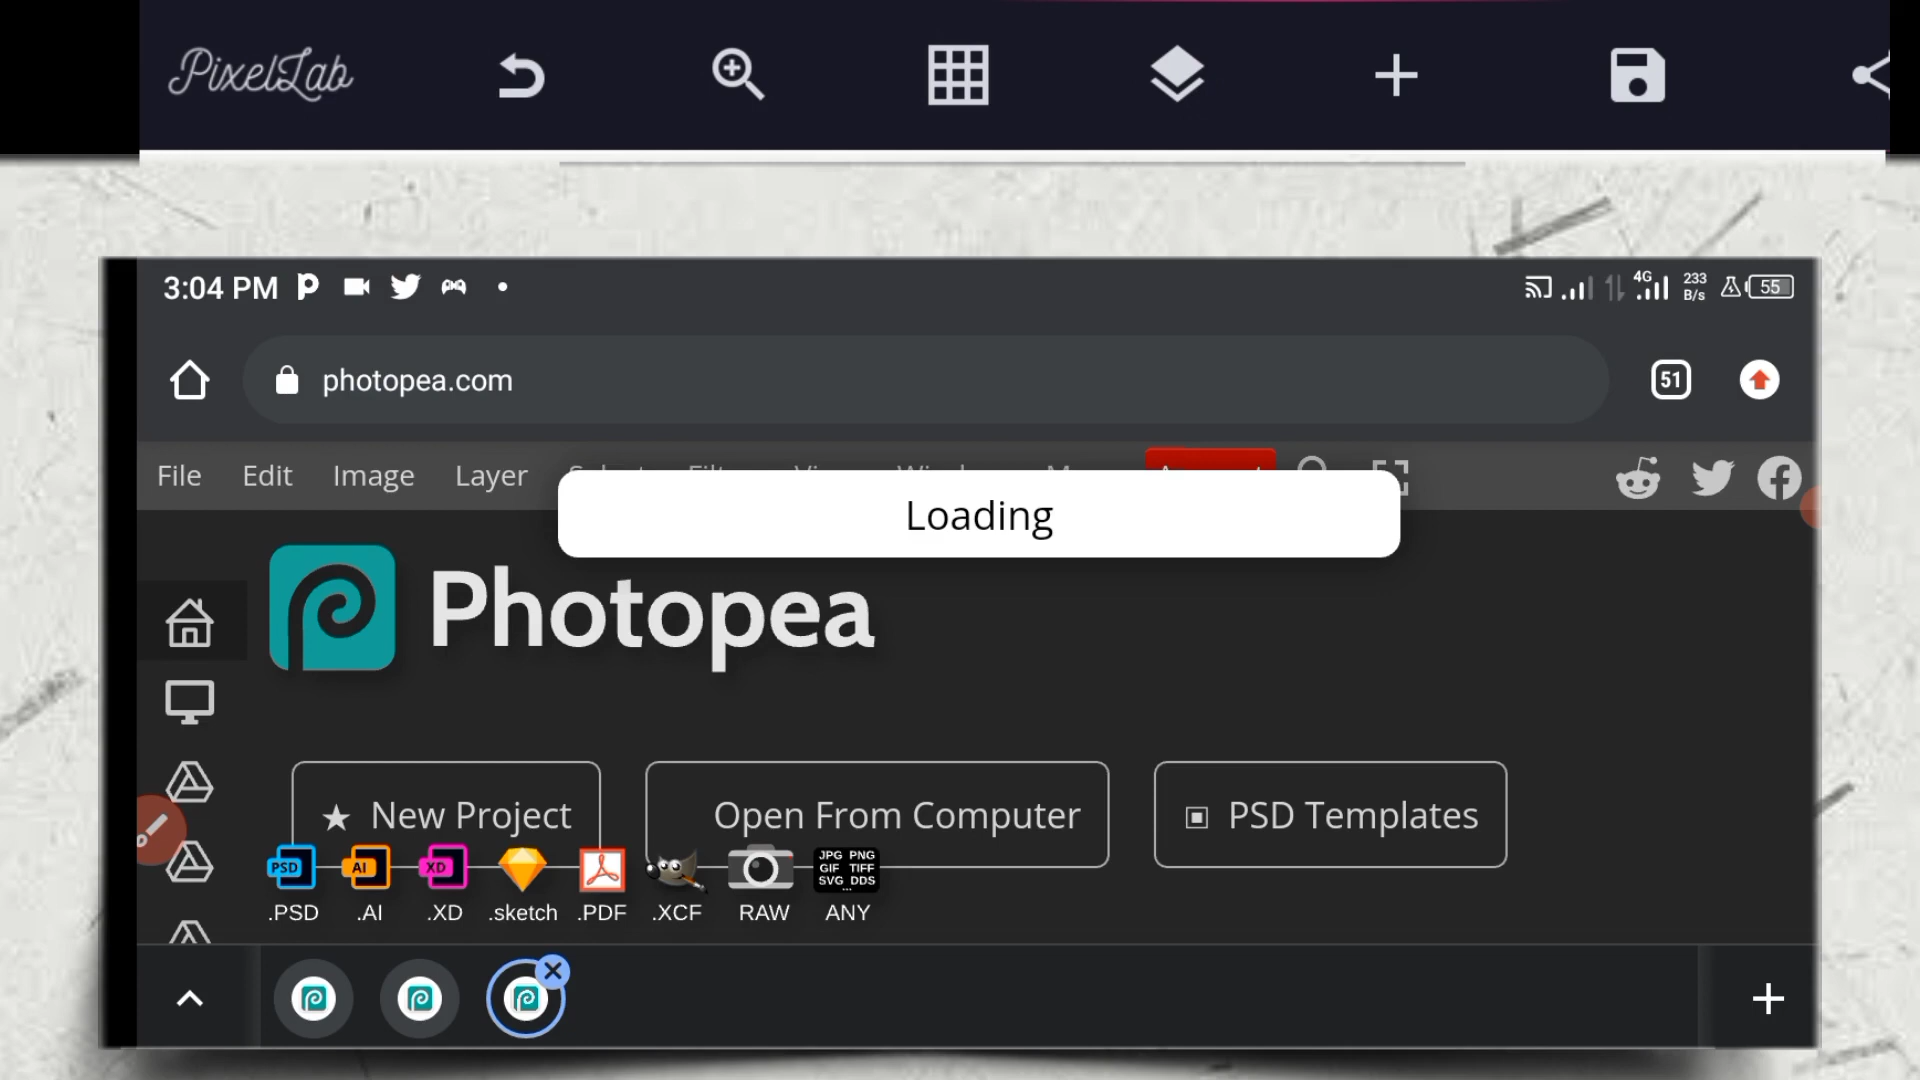 PixelLab
3:04 PM 4G 233 B/s 55
photopea.com 51
File Edit Image Layer
Loading
Photopea
New Project Open From Computer PSD Templates
PSD AI XD JPG PNG GIF TIFF SVG DDS ...
.PSD .AI .XD .sketch .PDF .XCF RAW ANY